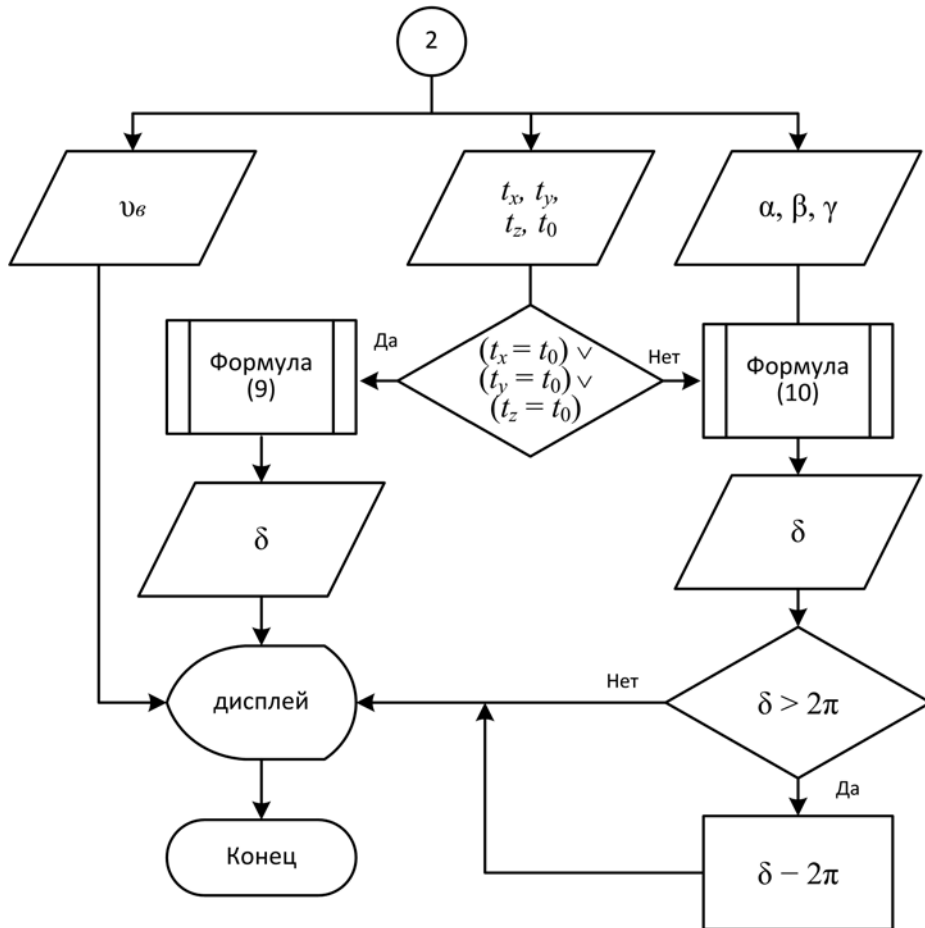 2
υв
tx, ty,
tz, t0
α, β, γ
Да
(tx = t0) ∨
(ty = t0) ∨
(tz = t0)
Нет
Формула
(9)
Формула
(10)
δ
δ
дисплей
Нет
δ > 2π
Да
Конец
δ − 2π